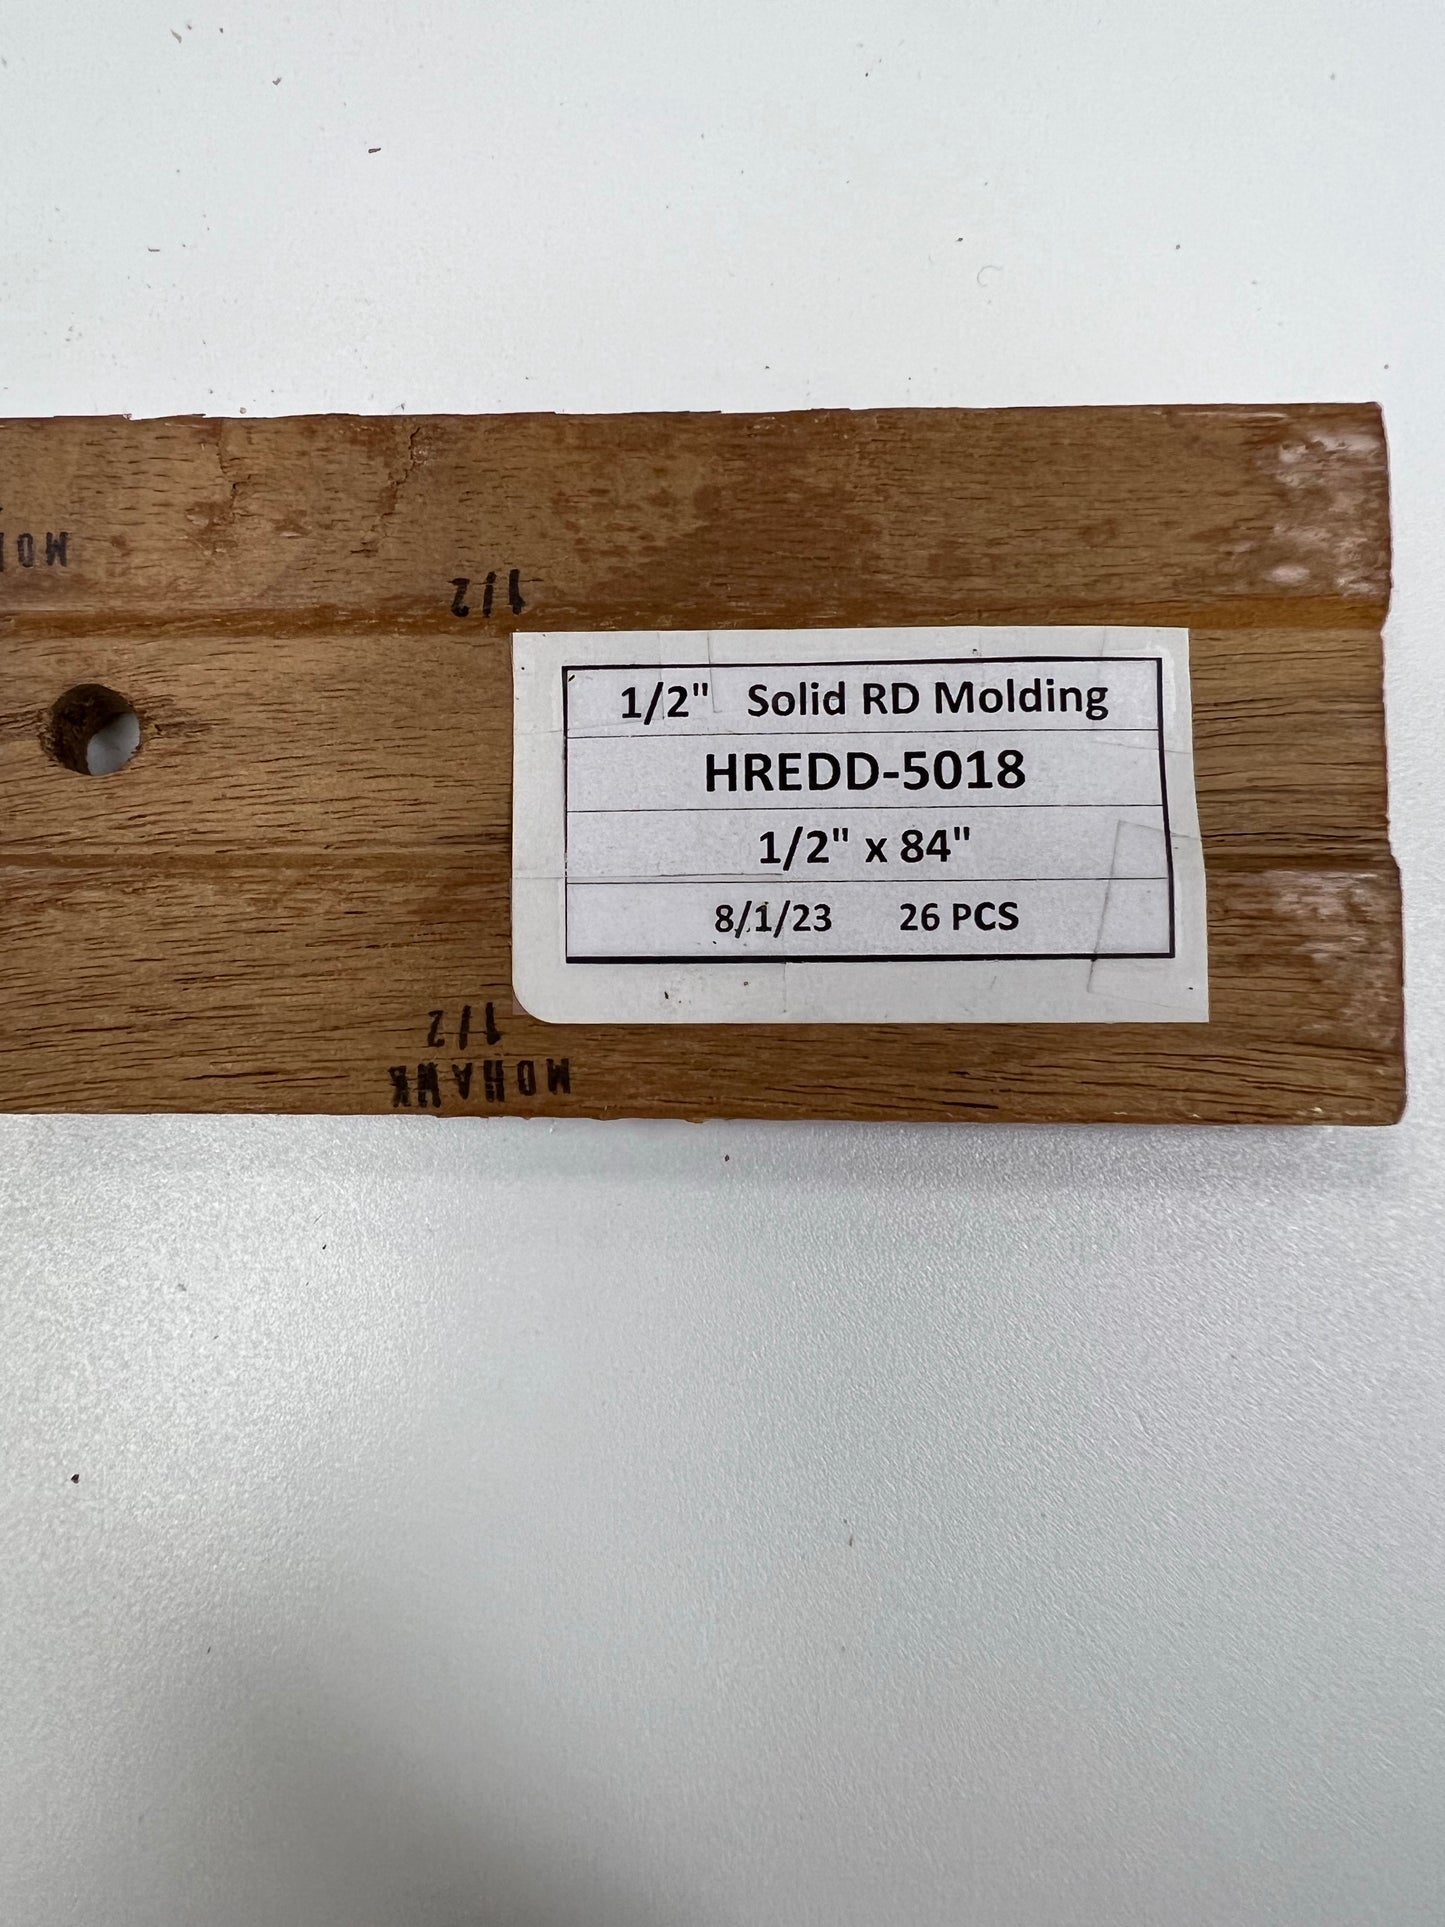 MO
1/2
1/2" Solid RD Molding
HREDD-5018
1/2" x 84"
8/1/23 26 PCS
1/2
MOHAWK